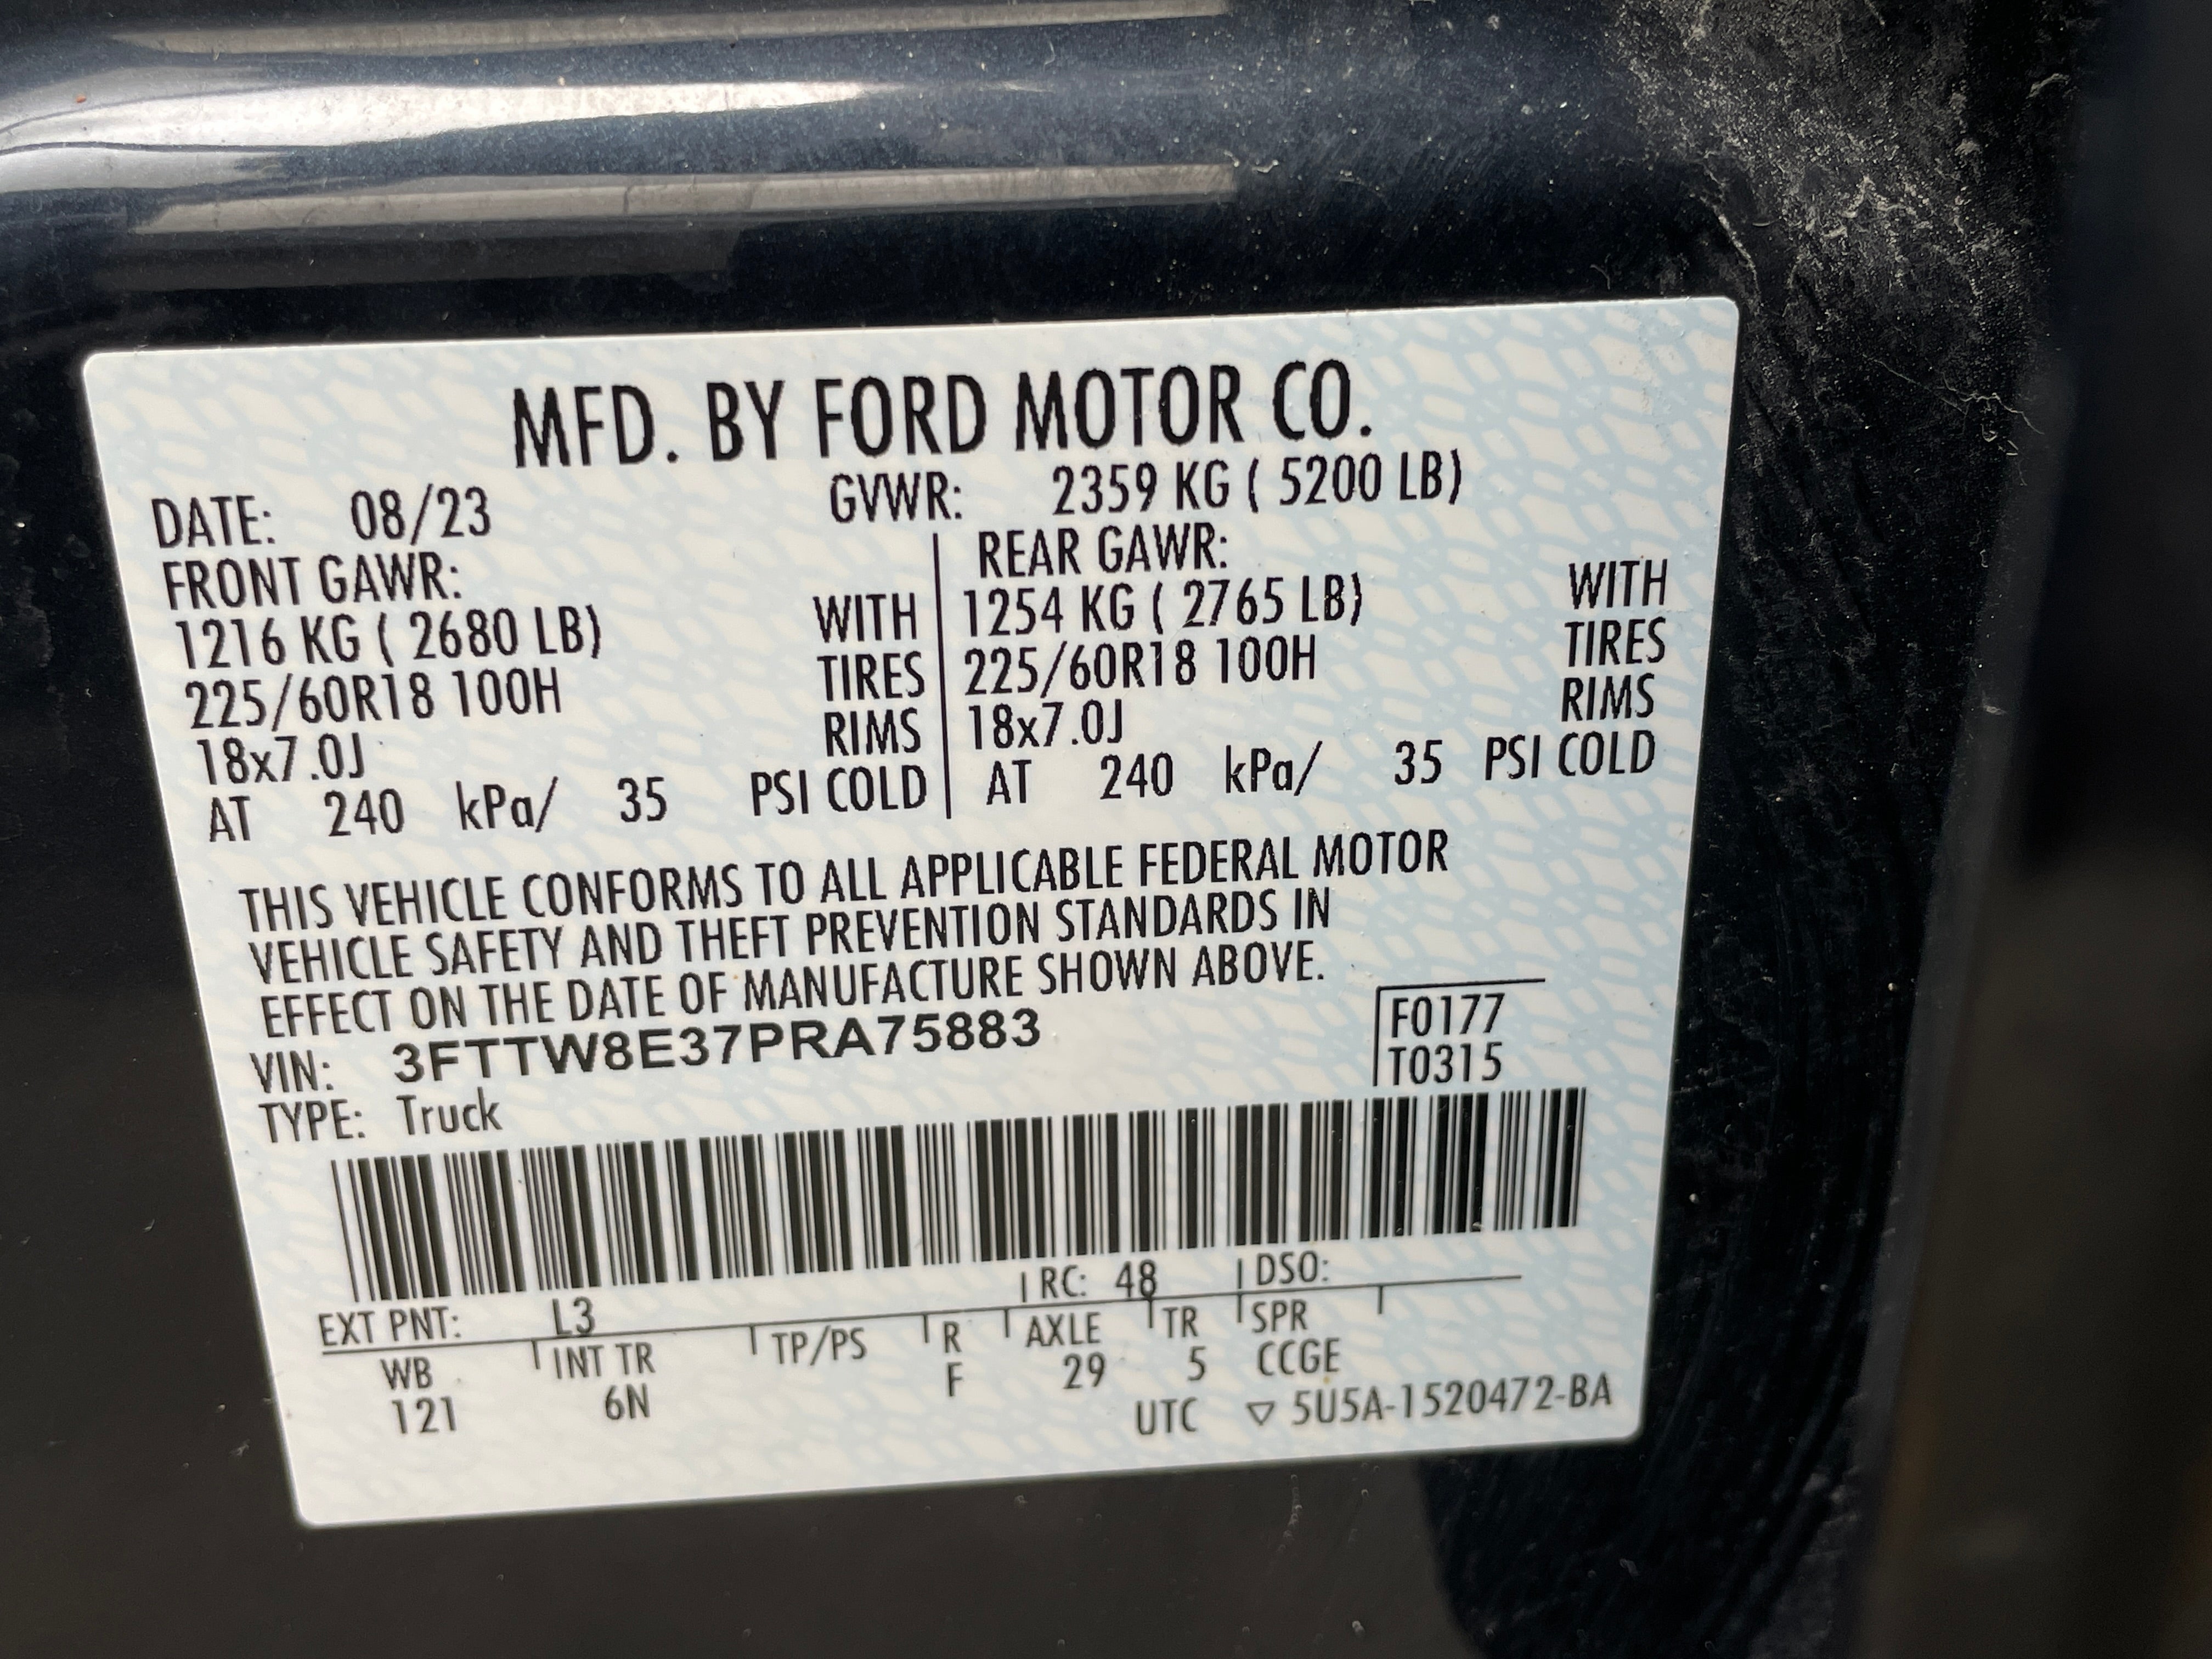 MFD. BY FORD MOTOR CO.
DATE: 08/23 GVWR: 2359 KG ( 5200 LB)
FRONT GAWR: REAR GAWR:
1216 KG ( 2680 LB) WITH 1254 KG ( 2765 LB) WITH
225/60R18 100H TIRES 225/60R18 100H TIRES
18x7.0J RIMS 18x7.0J RIMS
AT 240 kPa/ 35 PSI COLD AT 240 kPa/ 35 PSI COLD
THIS VEHICLE CONFORMS TO ALL APPLICABLE FEDERAL MOTOR
VEHICLE SAFETY AND THEFT PREVENTION STANDARDS IN
EFFECT ON THE DATE OF MANUFACTURE SHOWN ABOVE.
VIN: 3FTTW8E37PRA75883 F0177
TYPE: Truck T0315
EXT PNT: L3 RC: 48 DSO:
WB INT TR TP/PS R AXLE TR SPR
121 6N F 29 5 CCGE
UTC ▽ 5U5A-1520472-BA